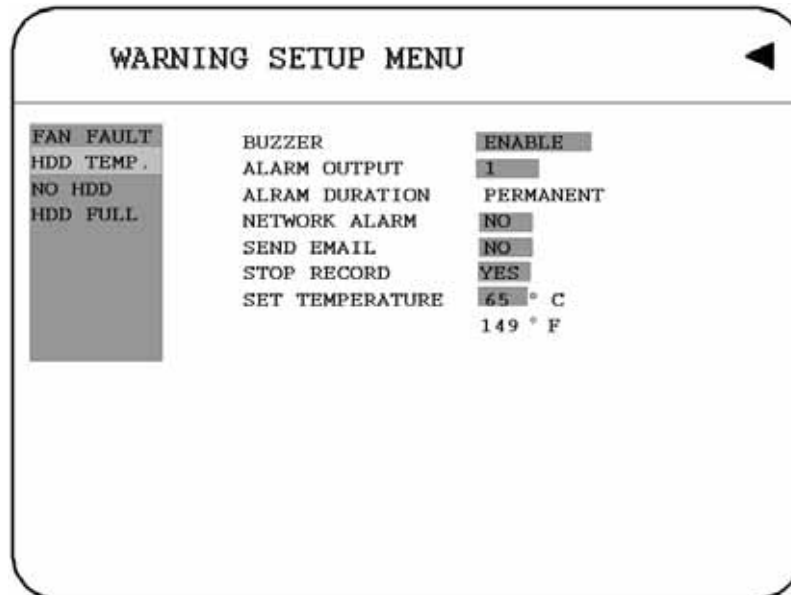 WARNING SETUP MENU
FAN FAULT
HDD TEMP.
NO HDD
HDD FULL
BUZZER ENABLE
ALARM OUTPUT 1
ALRAM DURATION PERMANENT
NETWORK ALARM NO
SEND EMAIL NO
STOP RECORD YES
SET TEMPERATURE 65 ° C
149 ° F